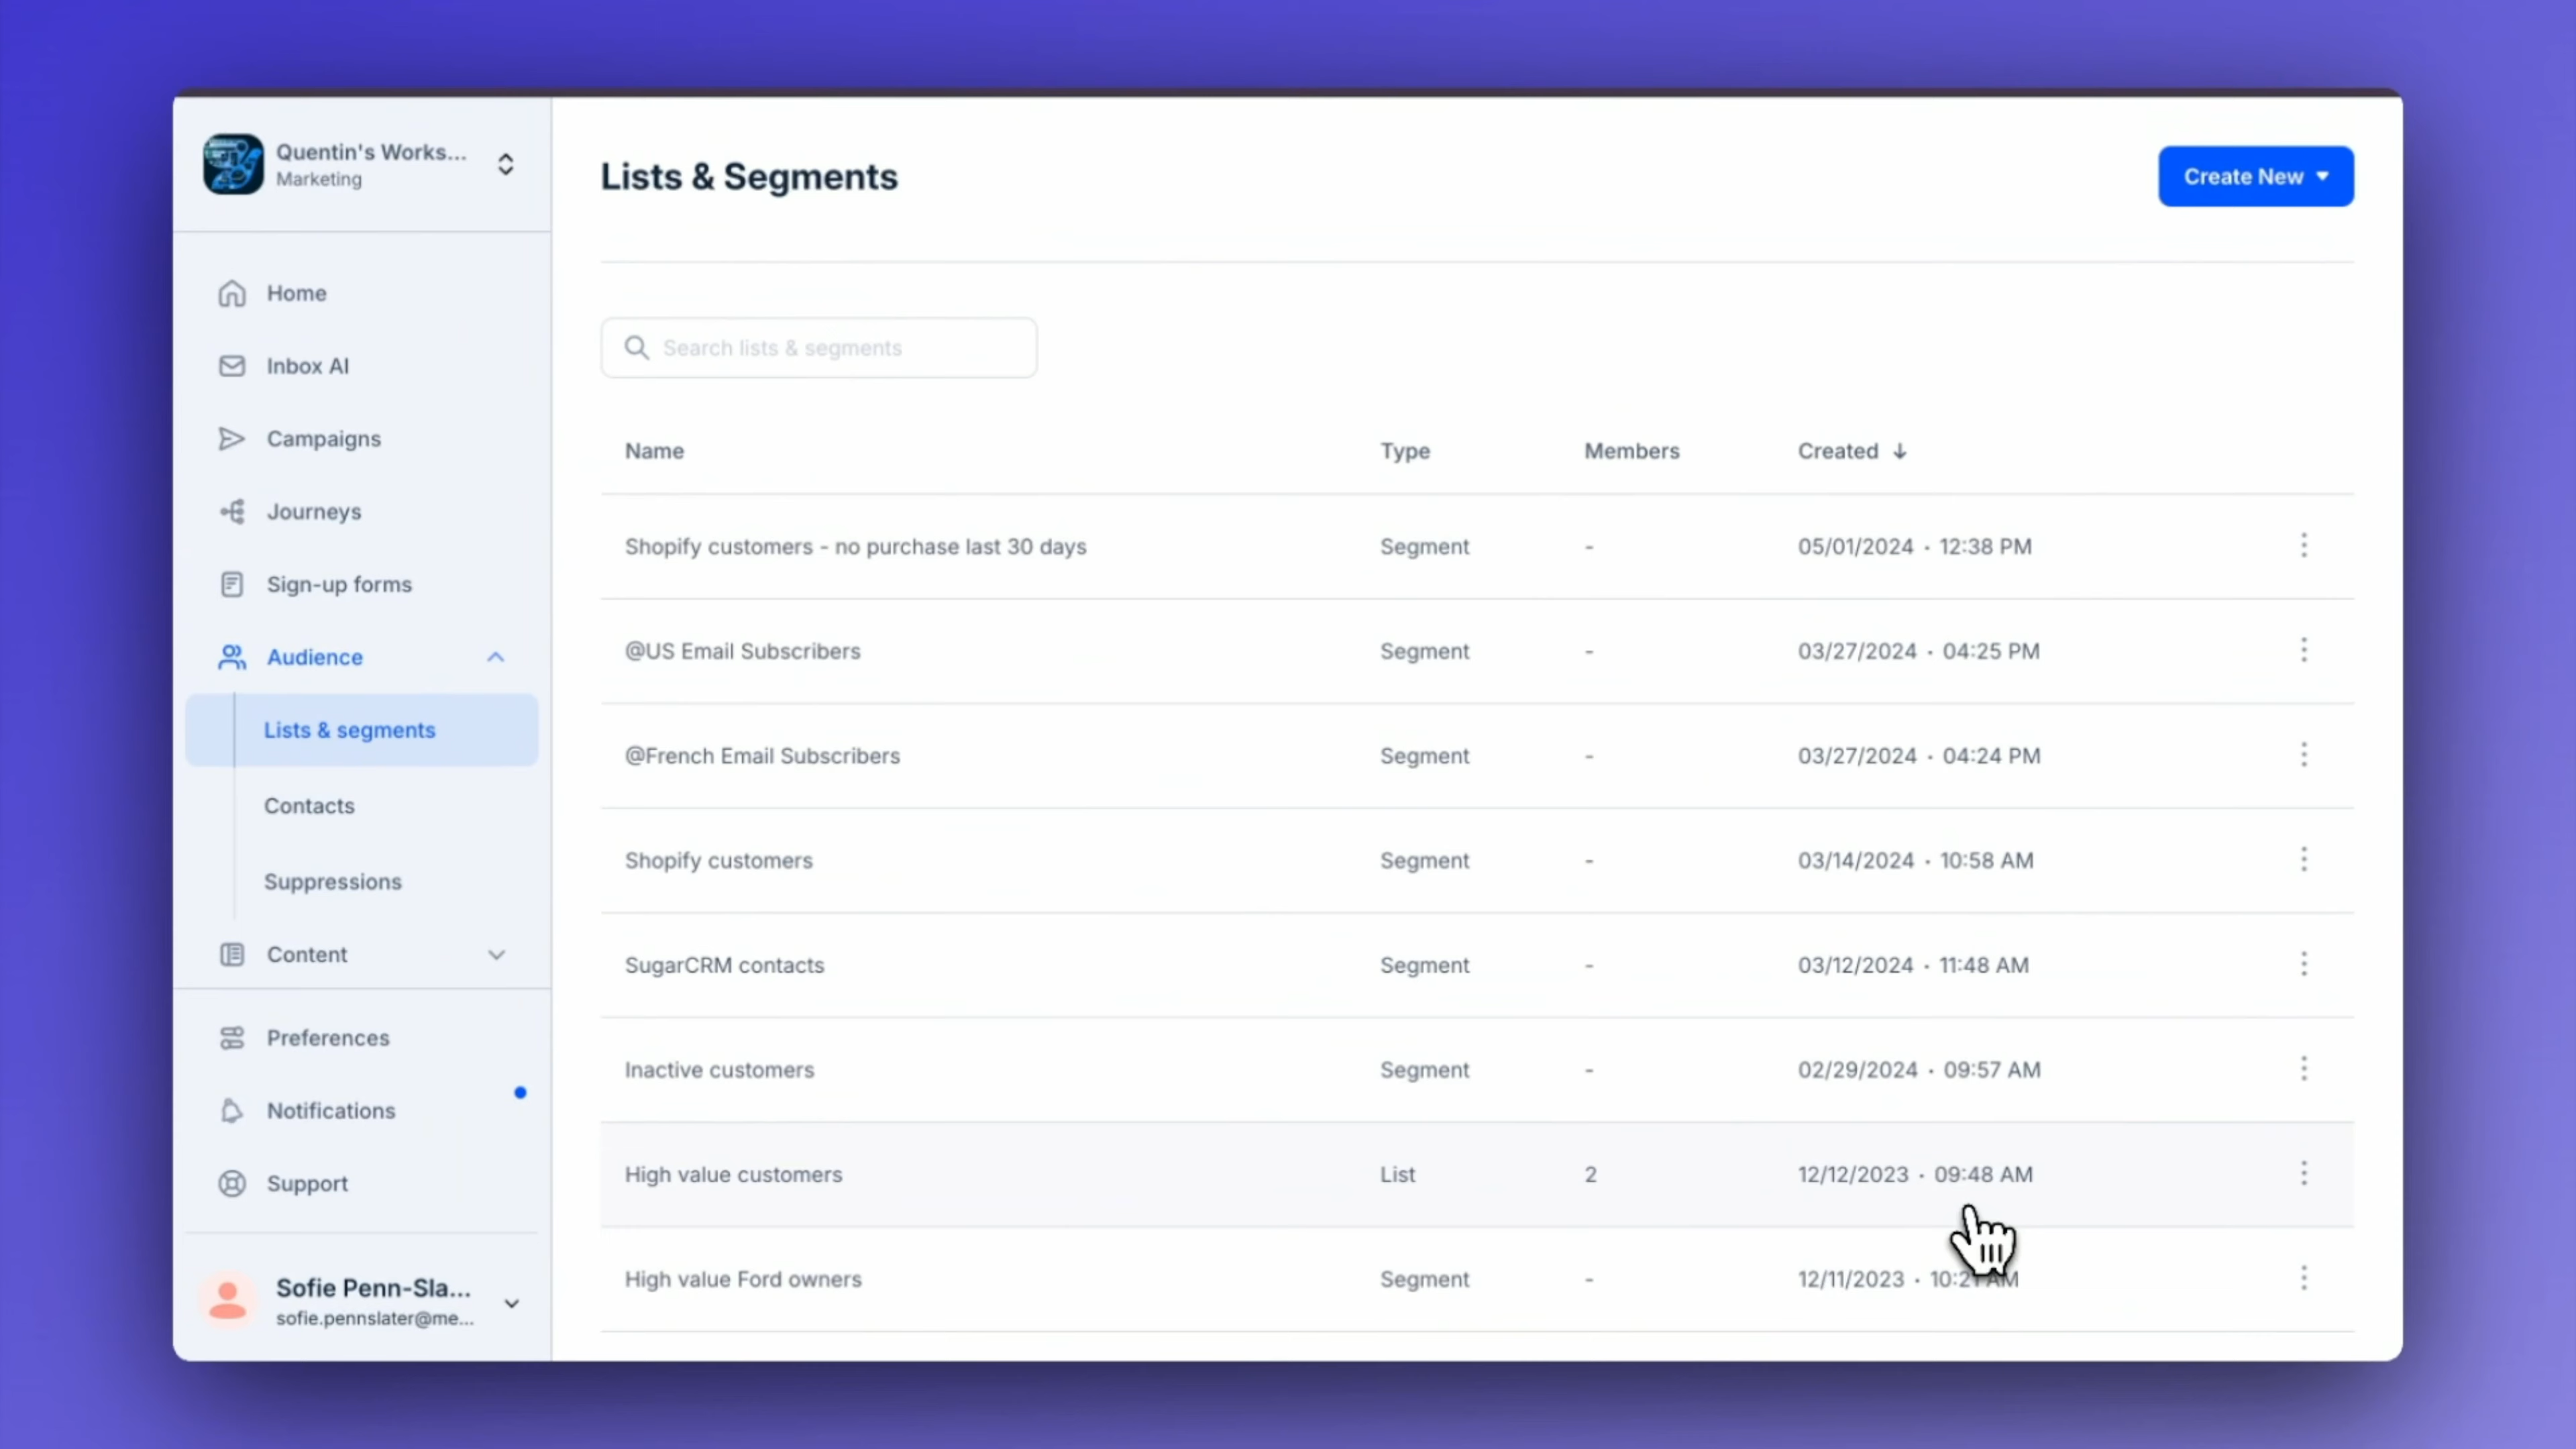 Quentin's Works...
Marketing
Home
Inbox AI
Campaigns
Journeys
Sign-up forms
Audience
Lists & segments
Contacts
Suppressions
Content
Preferences
Notifications
Support
Sofie Penn-Sla...
sofie.pennslater@me...
Lists & Segments
Create New
Search lists & segments
Name Type Members Created ↓
Shopify customers - no purchase last 30 days Segment - 05/01/2024 • 12:38 PM
@US Email Subscribers Segment - 03/27/2024 • 04:25 PM
@French Email Subscribers Segment - 03/27/2024 • 04:24 PM
Shopify customers Segment - 03/14/2024 • 10:58 AM
SugarCRM contacts Segment - 03/12/2024 • 11:48 AM
Inactive customers Segment - 02/29/2024 • 09:57 AM
High value customers List 2 12/12/2023 • 09:48 AM
High value Ford owners Segment - 12/11/2023 • 10:21 AM